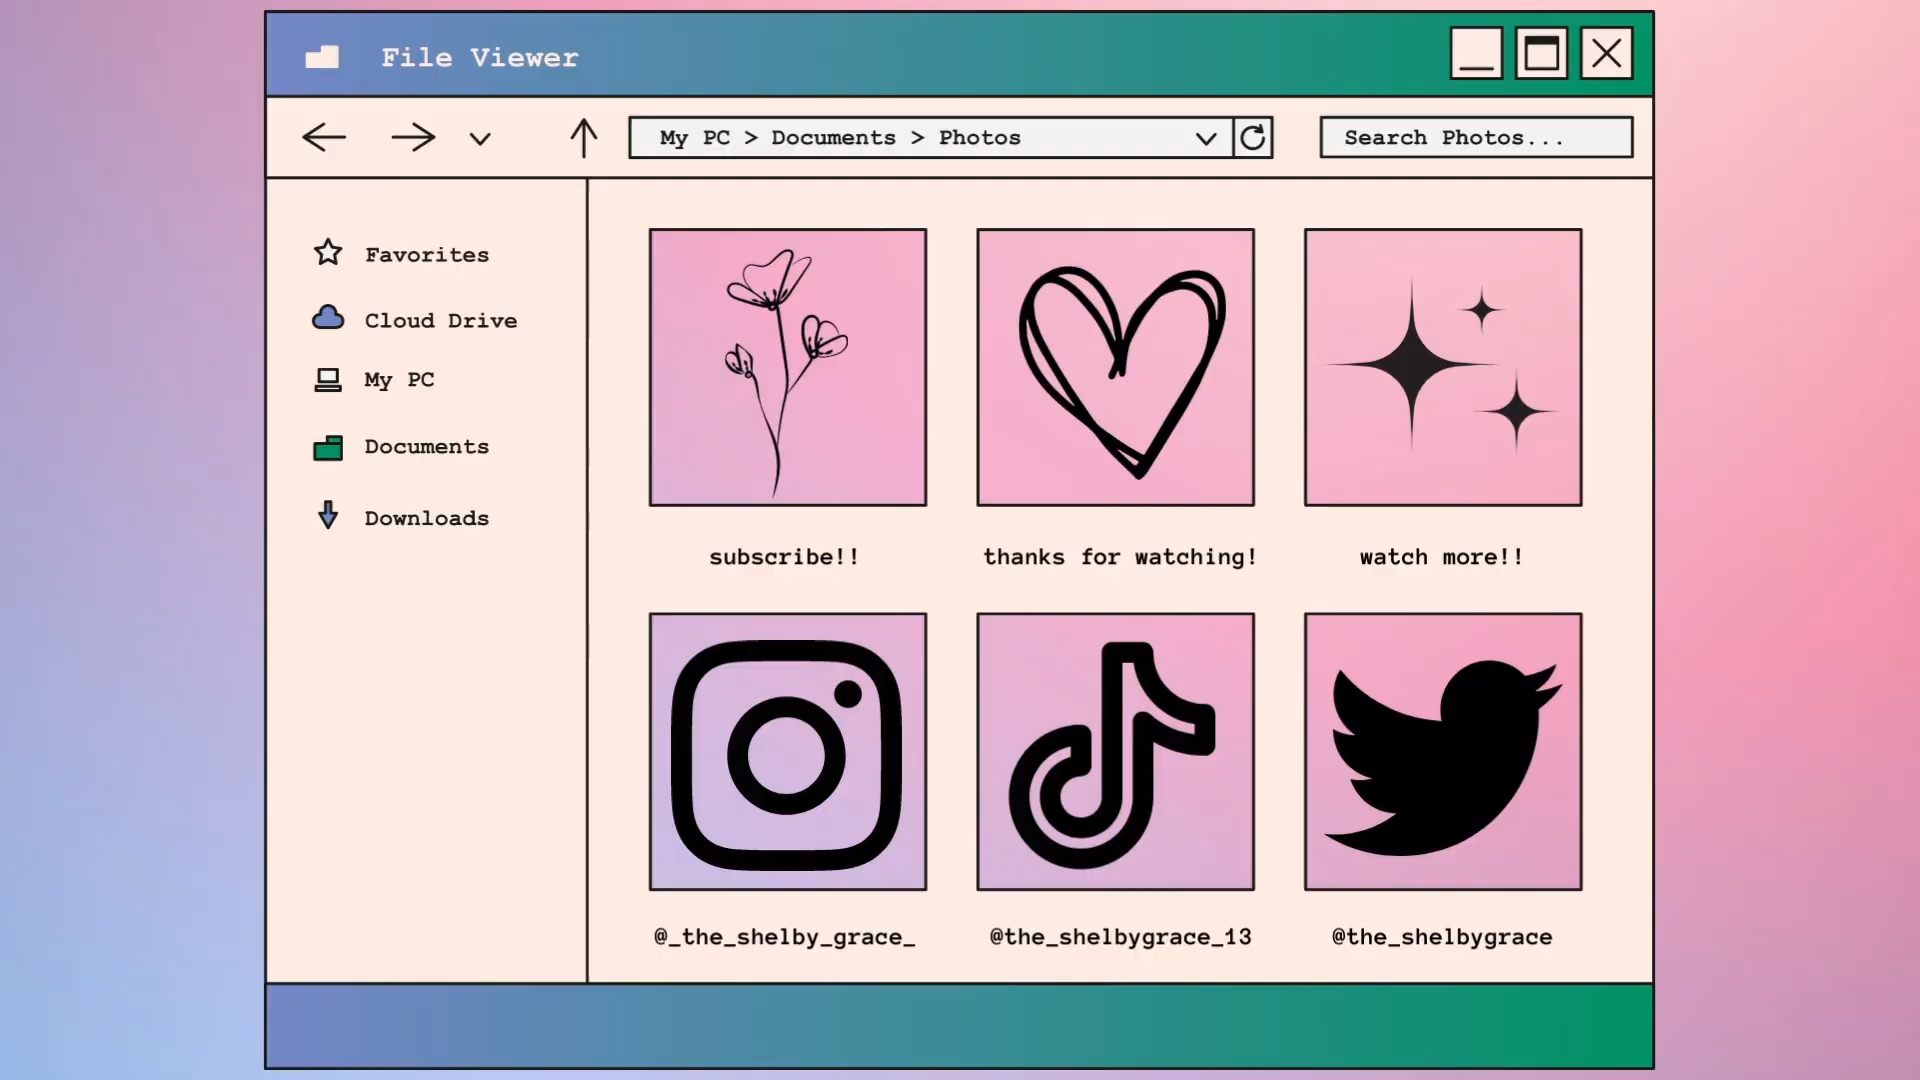 File Viewer
My PC > Documents > Photos
Search Photos...
Favorites
Cloud Drive
My PC
Documents
Downloads
subscribe!!
thanks for watching!
watch more!!
@_the_shelby_grace_
@the_shelbygrace_13
@the_shelbygrace